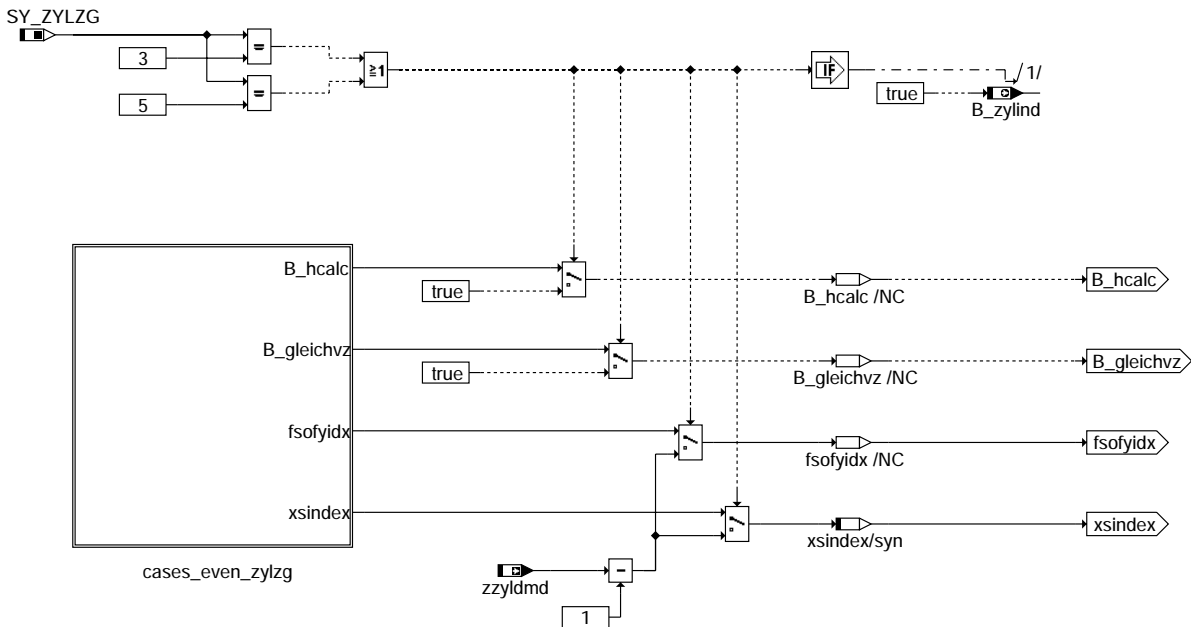 SY_ZYLZG
3
=
≥1
IF
/1/
5
=
true
B_zylind
B_hcalc
true
B_hcalc /NC
B_hcalc
B_gleichvz
true
B_gleichvz /NC
B_gleichvz
fsofyidx
fsofyidx /NC
fsofyidx
xsindex
xsindex/syn
xsindex
cases_even_zylzg
zzyldmd
-
1